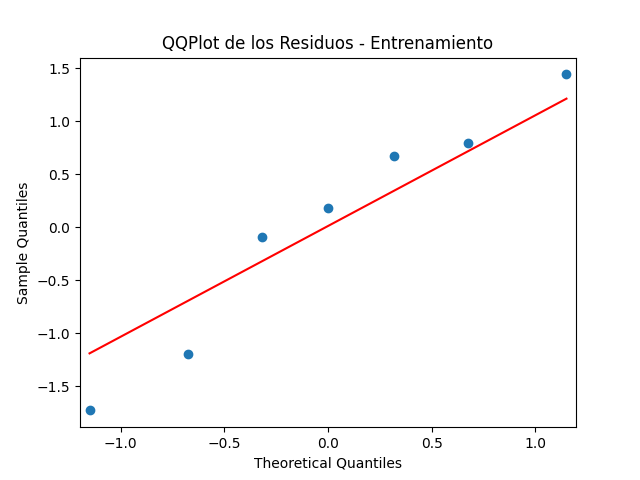 QQPlot de los Residuos - Entrenamiento
1.5
1.0
0.5
0.0
−0.5
−1.0
−1.5
Sample Quantiles
−1.0 −0.5 0.0 0.5 1.0
Theoretical Quantiles